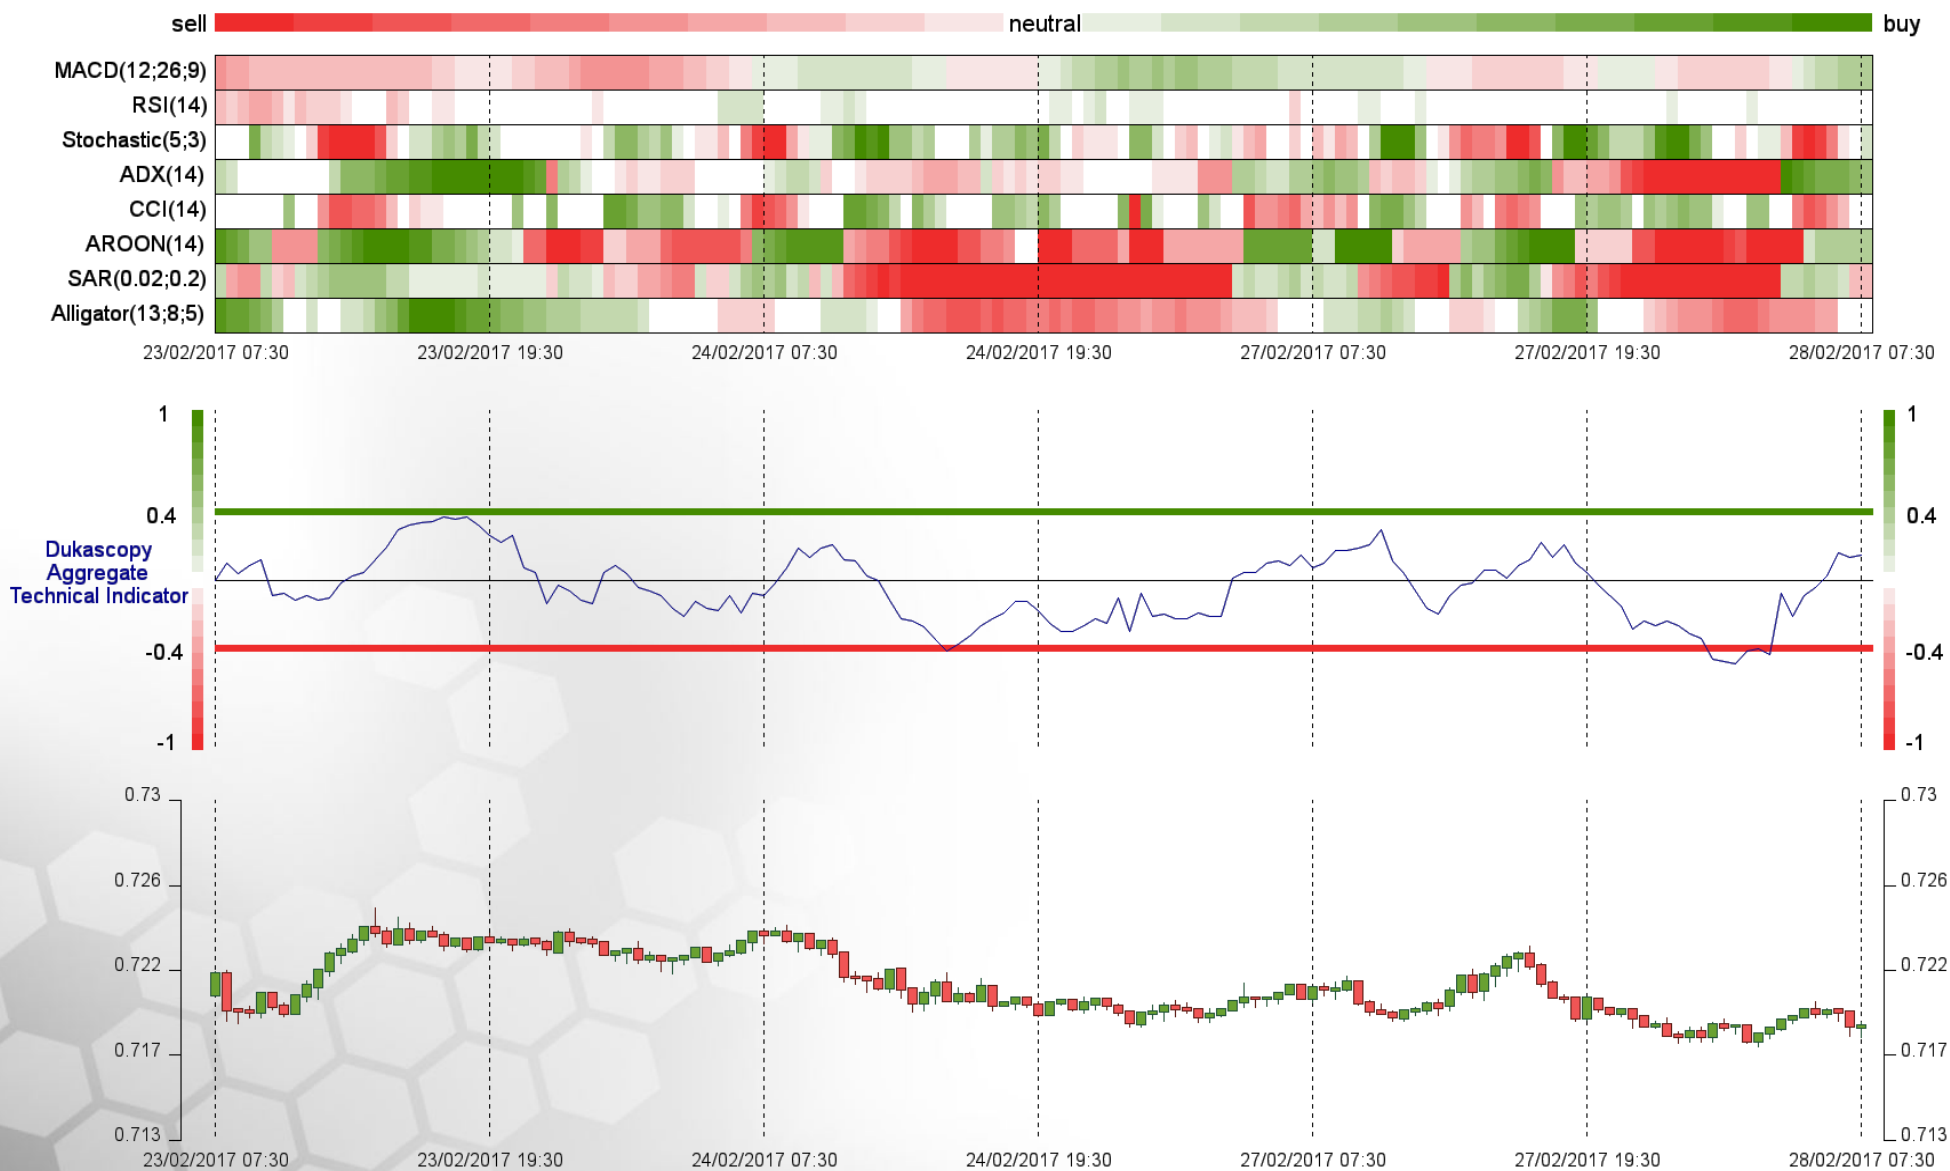 sell neutral buy
MACD(12;26;9)
RSI(14)
Stochastic(5;3)
ADX(14)
CCI(14)
AROON(14)
SAR(0.02;0.2)
Alligator(13;8;5)
23/02/2017 07:30 23/02/2017 19:30 24/02/2017 07:30 24/02/2017 19:30 27/02/2017 07:30 27/02/2017 19:30 28/02/2017 07:30
1 1
0.4 0.4
Dukascopy
Aggregate
Technical Indicator
-0.4 -0.4
-1 -1
0.73 0.73
0.726 0.726
0.722 0.722
0.717 0.717
0.713 0.713
23/02/2017 07:30 23/02/2017 19:30 24/02/2017 07:30 24/02/2017 19:30 27/02/2017 07:30 27/02/2017 19:30 28/02/2017 07:30